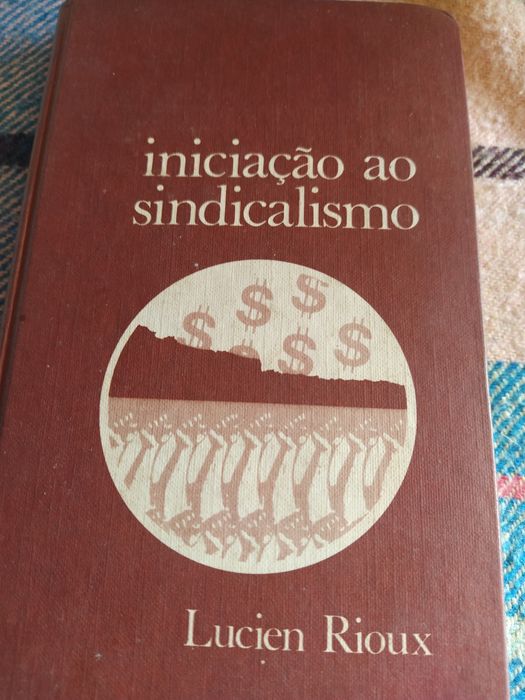 iniciação ao
sindicalismo
$ $ $ $ $
Lucien Rioux